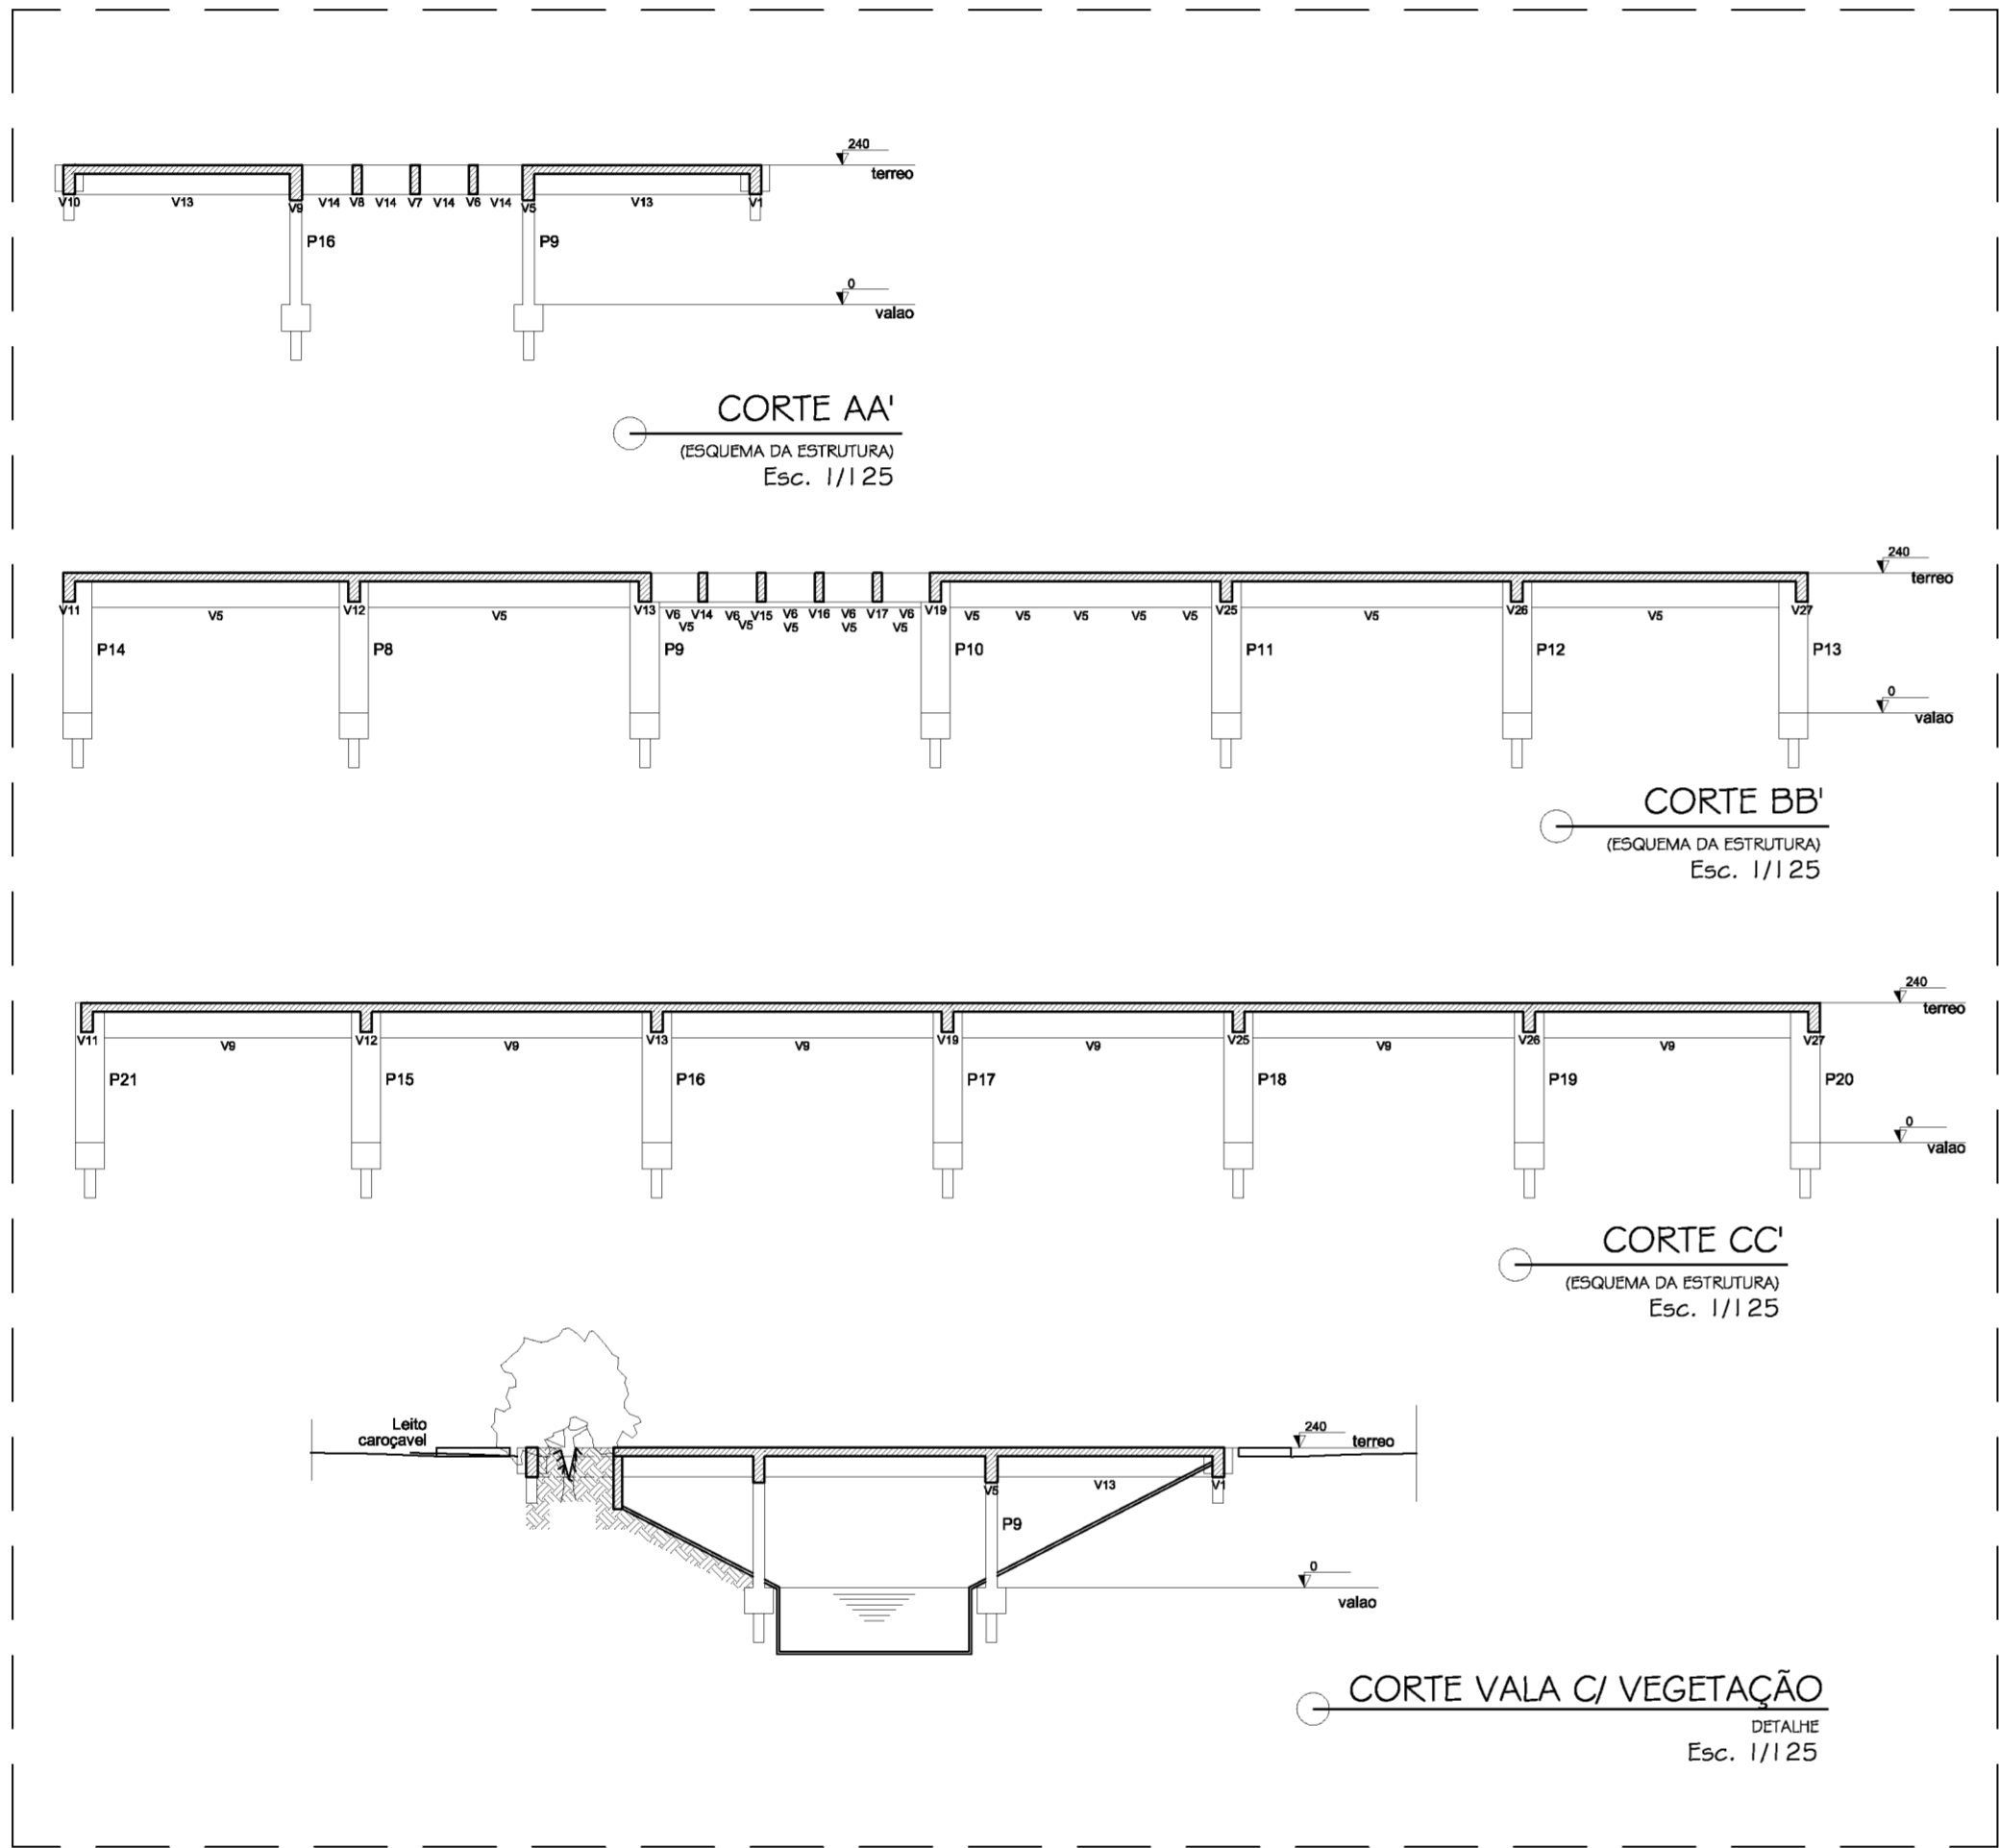 240
terreo
V10 V13 V9 V14 V8 V14 V7 V14 V6 V14 V5 V13 V1
P16 P9
0
valao
CORTE AA'
(ESQUEMA DA ESTRUTURA)
Esc. 1/125
240
terreo
V11 V5 V12 V5 V13 V6 V14 V6 V15 V6 V16 V6 V17 V6 V19 V5 V5 V5 V5 V5 V25 V5 V26 V5 V27
V5 V5 V5 V5 V5
P14 P8 P9 P10 P11 P12 P13
0
valao
CORTE BB'
(ESQUEMA DA ESTRUTURA)
Esc. 1/125
240
terreo
V11 V9 V12 V9 V13 V9 V19 V9 V25 V9 V26 V9 V27
P21 P15 P16 P17 P18 P19 P20
0
valao
CORTE CC'
(ESQUEMA DA ESTRUTURA)
Esc. 1/125
Leito
caroçavel
240
terreo
V5 V13 V1
P9
0
valao
CORTE VALA C/ VEGETAÇÃO
DETALHE
Esc. 1/125